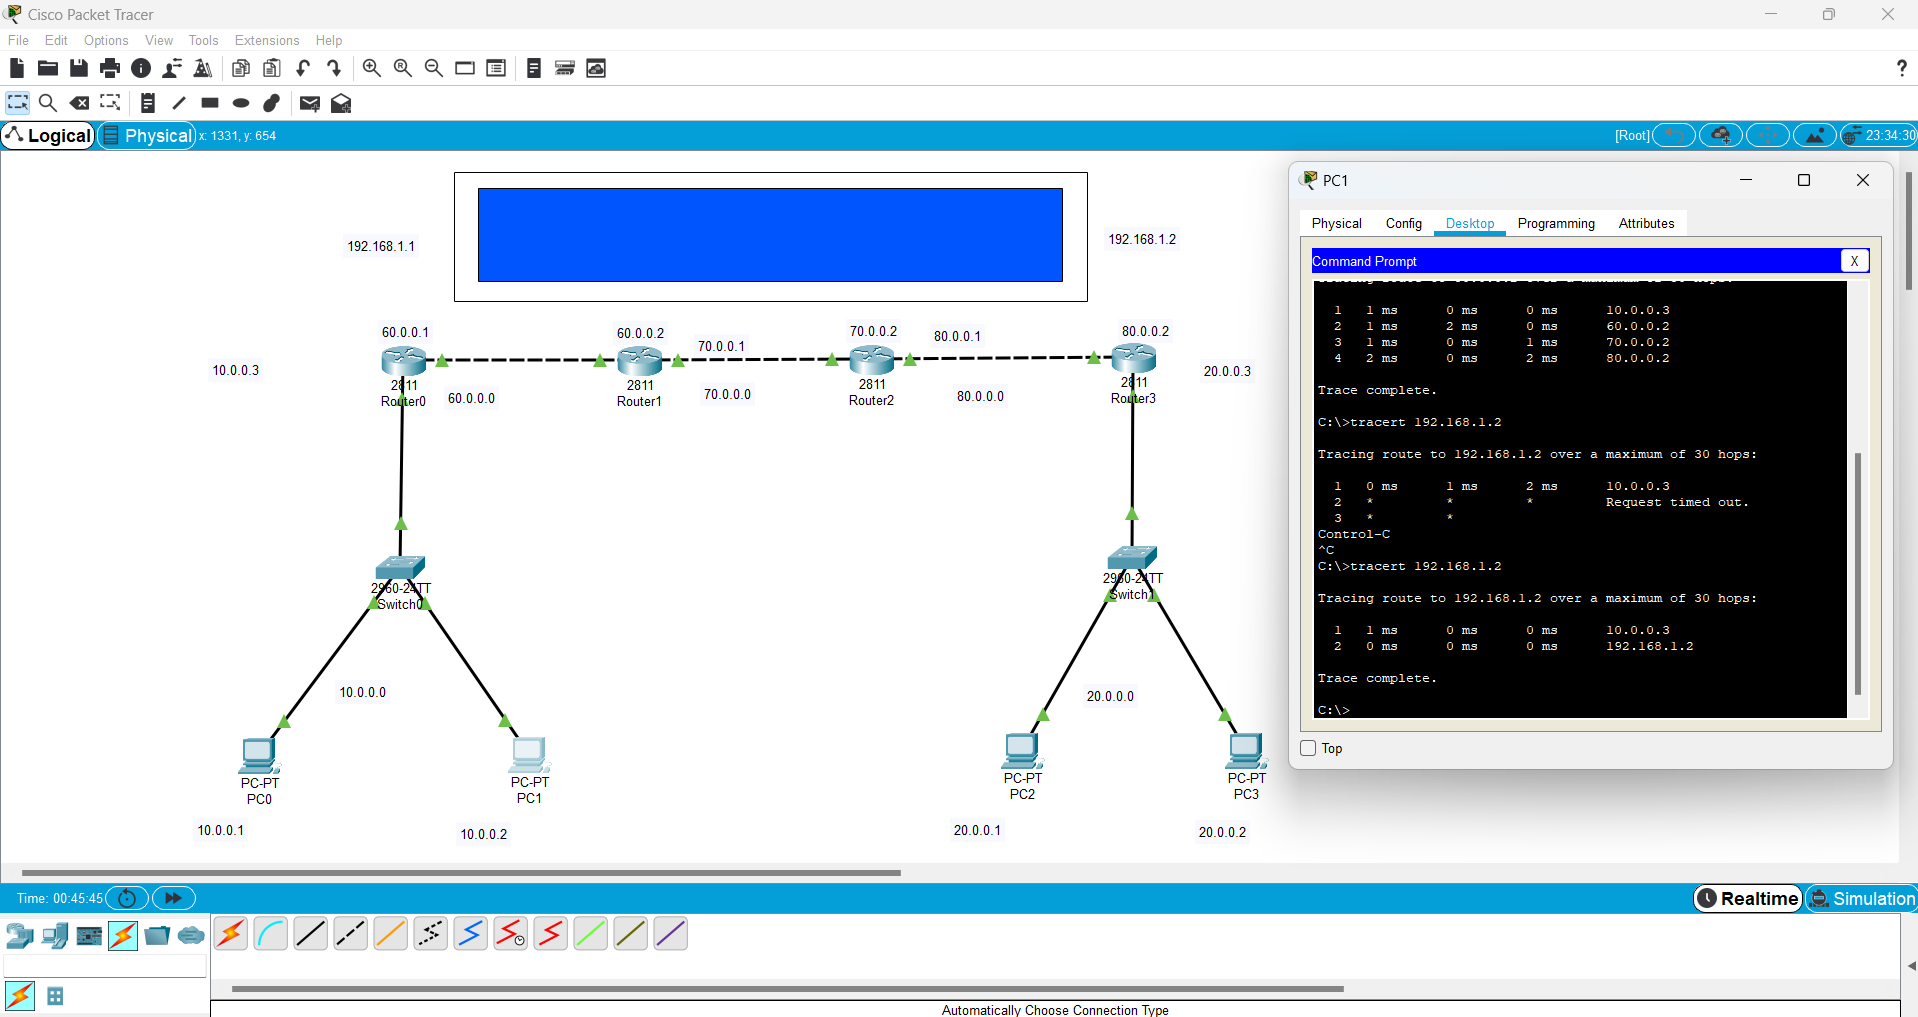 Cisco Packet Tracer
File Edit Options View Tools Extensions Help
?
Logical Physical x: 1331, y: 654 [Root] 23:34:30
192.168.1.1
192.168.1.2
60.0.0.1
60.0.0.2
70.0.0.1
70.0.0.2
80.0.0.1
80.0.0.2
10.0.0.3
20.0.0.3
2811
Router0
60.0.0.0
2811
Router1
70.0.0.0
2811
Router2
80.0.0.0
2811
Router3
2960-24TT
Switch0
2960-24TT
Switch1
10.0.0.0
20.0.0.0
PC-PT
PC0
PC-PT
PC1
PC-PT
PC2
PC-PT
PC3
10.0.0.1
10.0.0.2
20.0.0.1
20.0.0.2
PC1
Physical Config Desktop Programming Attributes
Command Prompt X
1 1 ms 0 ms 0 ms 10.0.0.3
2 1 ms 2 ms 0 ms 60.0.0.2
3 1 ms 0 ms 1 ms 70.0.0.2
4 2 ms 0 ms 2 ms 80.0.0.2
Trace complete.
C:\>tracert 192.168.1.2
Tracing route to 192.168.1.2 over a maximum of 30 hops:
1 0 ms 1 ms 2 ms 10.0.0.3
2 * * * Request timed out.
3 * *
Control-C
^C
C:\>tracert 192.168.1.2
Tracing route to 192.168.1.2 over a maximum of 30 hops:
1 1 ms 0 ms 0 ms 10.0.0.3
2 0 ms 0 ms 0 ms 192.168.1.2
Trace complete.
C:\>
Top
Time: 00:45:45 Realtime Simulation
Automatically Choose Connection Type